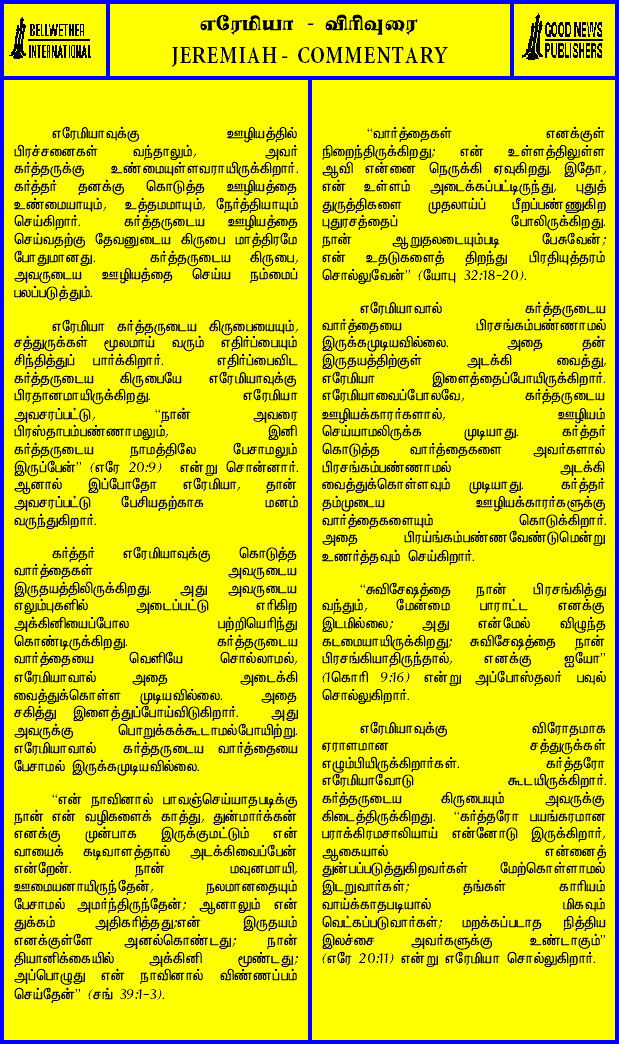 BELLWETHER
INTERNATIONAL
எரேமியா - விரிவுரை
JEREMIAH - COMMENTARY
GOOD NEWS
PUBLISHERS
எரேமியாவுக்கு ஊழியத்தில்
பிரச்சனைகள் வந்தாலும், அவர்
கர்த்தருக்கு உண்மையுள்ளவராயிருக்கிறார்.
கர்த்தர் தனக்கு கொடுத்த ஊழியத்தை
உண்மையாயும், உத்தமமாயும், நேர்த்தியாயும்
செய்கிறார். கர்த்தருடைய ஊழியத்தை
செய்வதற்கு தேவனுடைய கிருபை மாத்திரமே
போதுமானது. கர்த்தருடைய கிருபை,
அவருடைய ஊழியத்தை செய்ய நம்மைப்
பலப்படுத்தும்.
எரேமியா கர்த்தருடைய கிருபையையும்,
சத்துருக்கள் மூலமாய் வரும் எதிர்ப்பையும்
சிந்தித்துப் பார்க்கிறார். எதிர்ப்பைவிட
கர்த்தருடைய கிருபையே எரேமியாவுக்கு
பிரதானமாயிருக்கிறது. எரேமியா
அவசரப்பட்டு, “நான் அவரை
பிரஸ்தாபம்பண்ணாமலும், இனி
கர்த்தருடைய நாமத்திலே பேசாமலும்
இருப்பேன்” (எரே 20:9) என்று சொன்னார்.
ஆனால் இப்போதோ எரேமியா, தான்
அவசரப்பட்டு பேசியதற்காக மனம்
வருந்துகிறார்.
கர்த்தர் எரேமியாவுக்கு கொடுத்த
வார்த்தைகள் அவருடைய
இருதயத்திலிருக்கிறது. அது அவருடைய
எலும்புகளில் அடைப்பட்டு எரிகிற
அக்கினியைப்போல பற்றியெரிந்து
கொண்டிருக்கிறது. கர்த்தருடைய
வார்த்தையை வெளியே சொல்லாமல்,
எரேமியாவால் அதை அடைக்கி
வைத்துக்கொள்ள முடியவில்லை. அதை
சகித்து இளைத்துப்போய்விடுகிறார். அது
அவருக்கு பொறுக்கக்கூடாமல்போயிற்று.
எரேமியாவால் கர்த்தருடைய வார்த்தையை
பேசாமல் இருக்கமுடியவில்லை.
“என் நாவினால் பாவஞ்செய்யாதபடிக்கு
நான் என் வழிகளைக் காத்து, துன்மார்க்கன்
எனக்கு முன்பாக இருக்குமட்டும் என்
வாயைக் கடிவாளத்தால் அடக்கிவைப்பேன்
என்றேன். நான் மவுனமாயி,
ஊமையனாயிருந்தேன், நலமானதையும்
பேசாமல் அமர்ந்திருந்தேன்; ஆனாலும் என்
துக்கம் அதிகரித்தது;என் இருதயம்
எனக்குள்ளே அனல்கொண்டது; நான்
தியானிக்கையில் அக்கினி மூண்டது;
அப்பொழுது என் நாவினால் விண்ணப்பம்
செய்தேன்” (சங் 39:1-3).
“வார்த்தைகள் எனக்குள்
நிறைந்திருக்கிறது; என் உள்ளத்திலுள்ள
ஆவி என்னை நெருக்கி ஏவுகிறது. இதோ,
என் உள்ளம் அடைக்கப்பட்டிருந்து, புதுத்
துருத்திகளை முதலாய்ப் பீறப்பண்ணுகிற
புதுரசத்தைப் போலிருக்கிறது.
நான் ஆறுதலடையும்படி பேசுவேன்;
என் உதடுகளைத் திறந்து பிரதியுத்தரம்
சொல்லுவேன்” (யோபு 32:18-20).
எரேமியாவால் கர்த்தருடைய
வார்த்தையை பிரசங்கம்பண்ணாமல்
இருக்கமுடியவில்லை. அதை தன்
இருதயத்திற்குள் அடக்கி வைத்து,
எரேமியா இளைத்தைப்போயிருக்கிறார்.
எரேமியாவைப்போலவே, கர்த்தருடைய
ஊழியக்காரர்களால், ஊழியம்
செய்யாமலிருக்க முடியாது. கர்த்தர்
கொடுத்த வார்த்தைகளை அவர்களால்
பிரசங்கம்பண்ணாமல் அடக்கி
வைத்துக்கொள்ளவும் முடியாது. கர்த்தர்
தம்முடைய ஊழியக்காரர்களுக்கு
வார்த்தைகளையும் கொடுக்கிறார்.
அதை பிரய்ங்கம்பண்ணவேண்டுமென்று
உணர்த்தவும் செய்கிறார்.
“சுவிசேஷத்தை நான் பிரசங்கித்து
வந்தும், மேன்மை பாராட்ட எனக்கு
இடமில்லை; அது என்மேல் விழுந்த
கடமையாயிருக்கிறது; சுவிசேஷத்தை நான்
பிரசங்கியாதிருந்தால், எனக்கு ஐயோ”
(1கொரி 9:16) என்று அப்போஸ்தலர் பவுல்
சொல்லுகிறார்.
எரேமியாவுக்கு விரோதமாக
ஏராளமான சத்துருக்கள்
எழும்பியிருக்கிறார்கள். கர்த்தரோ
எரேமியாவோடு கூடயிருக்கிறார்.
கர்த்தருடைய கிருபையும் அவருக்கு
கிடைத்திருக்கிறது. “கர்த்தரோ பயங்கரமான
பராக்கிரமசாலியாய் என்னோடு இருக்கிறார்,
ஆகையால் என்னைத்
துன்பப்படுத்துகிறவர்கள் மேற்கொள்ளாமல்
இடறுவார்கள்; தங்கள் காரியம்
வாய்க்காதபடியால் மிகவும்
வெட்கப்படுவார்கள்; மறக்கப்படாத நித்திய
இலச்சை அவர்களுக்கு உண்டாகும்”
(எரே 20:11) என்று எரேமியா சொல்லுகிறார்.